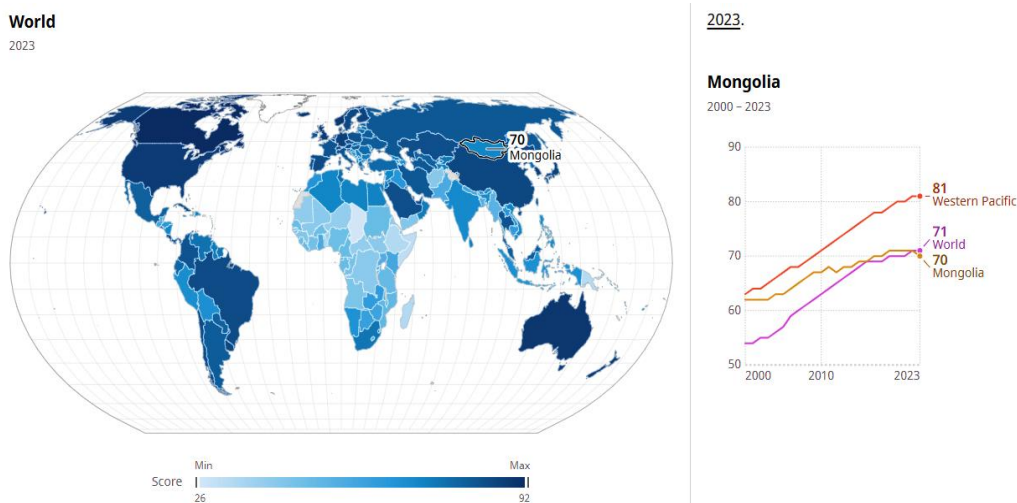 World
2023
70
Mongolia
Score
Min
Max
26
92
2023.
Mongolia
2000 – 2023
90
80
70
60
50
2000
2010
2023
81
Western Pacific
71
World
70
Mongolia